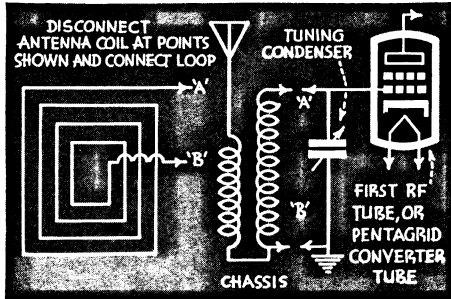 DISCONNECT
ANTENNA COIL AT POINTS
SHOWN AND CONNECT LOOP
'A'
'B'
TUNING
CONDENSER
'A'
'B'
CHASSIS
FIRST RF
TUBE, OR
PENTAGRID
CONVERTER
TUBE